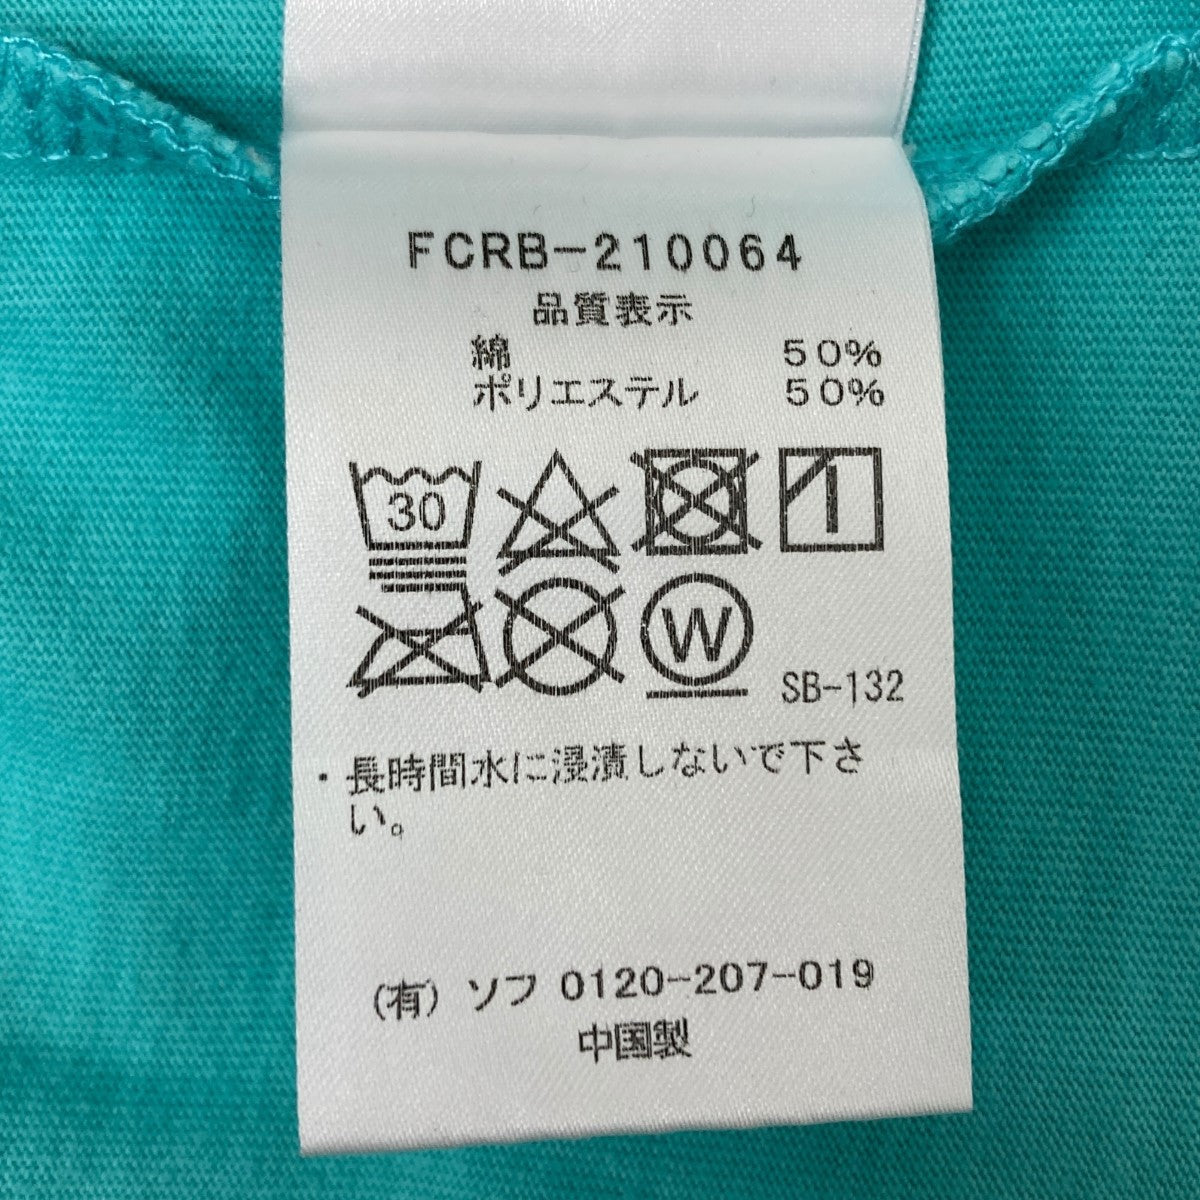 FCRB-210064
品質表示
綿 50%
ポリエステル 50%
30
W
SB-132
・長時間水に浸漬しないで下さ
い。
(有) ソフ 0120-207-019
中国製